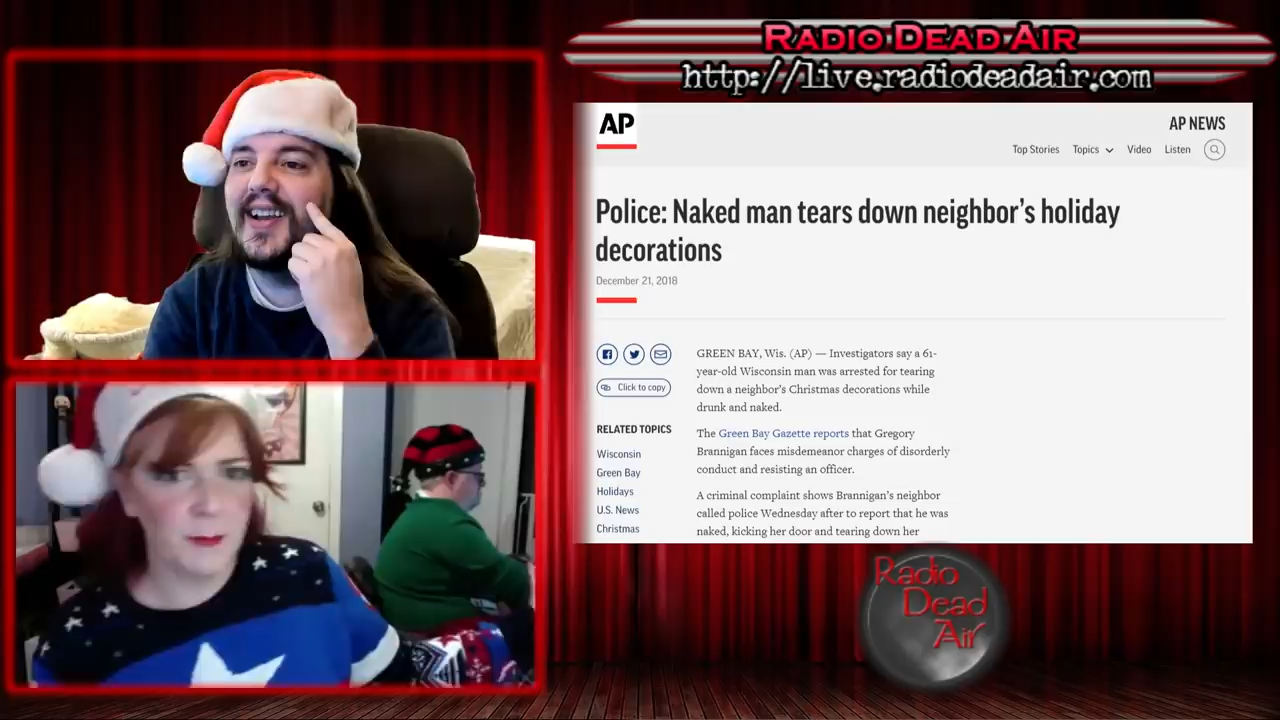 RADIO DEAD AIR
http://live.radiodeadair.com
AP
AP NEWS
Top Stories Topics Video Listen
Police: Naked man tears down neighbor's holiday
decorations
December 21, 2018
Click to copy
RELATED TOPICS
Wisconsin
Green Bay
Holidays
U.S. News
Christmas
GREEN BAY, Wis. (AP) — Investigators say a 61-
year-old Wisconsin man was arrested for tearing
down a neighbor's Christmas decorations while
drunk and naked.
The Green Bay Gazette reports that Gregory
Brannigan faces misdemeanor charges of disorderly
conduct and resisting an officer.
A criminal complaint shows Brannigan's neighbor
called police Wednesday after to report that he was
naked, kicking her door and tearing down her
Radio
Dead
Air